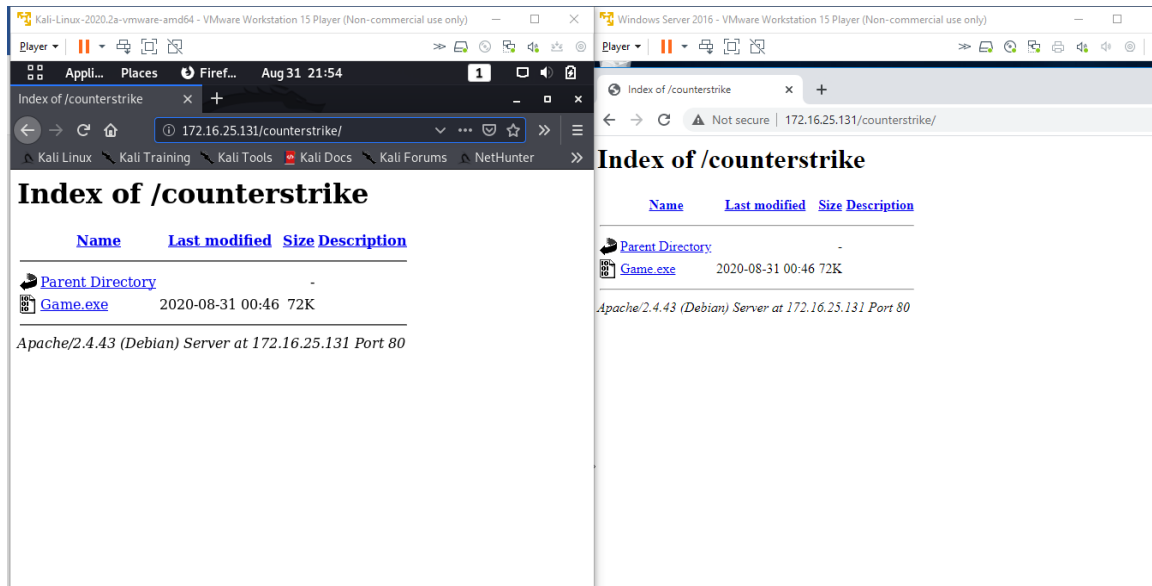 Kali-Linux-2020.2a-vmware-amd64 - VMware Workstation 15 Player (Non-commercial use only)
Player
Appli... Places Firef... Aug 31 21:54 1
Index of /counterstrike
172.16.25.131/counterstrike/
Kali Linux Kali Training Kali Tools Kali Docs Kali Forums NetHunter
Index of /counterstrike
Name Last modified Size Description
Parent Directory -
Game.exe 2020-08-31 00:46 72K
Apache/2.4.43 (Debian) Server at 172.16.25.131 Port 80
Windows Server 2016 - VMware Workstation 15 Player (Non-commercial use only)
Player
Index of /counterstrike
Not secure | 172.16.25.131/counterstrike/
Index of /counterstrike
Name Last modified Size Description
Parent Directory -
Game.exe 2020-08-31 00:46 72K
Apache/2.4.43 (Debian) Server at 172.16.25.131 Port 80